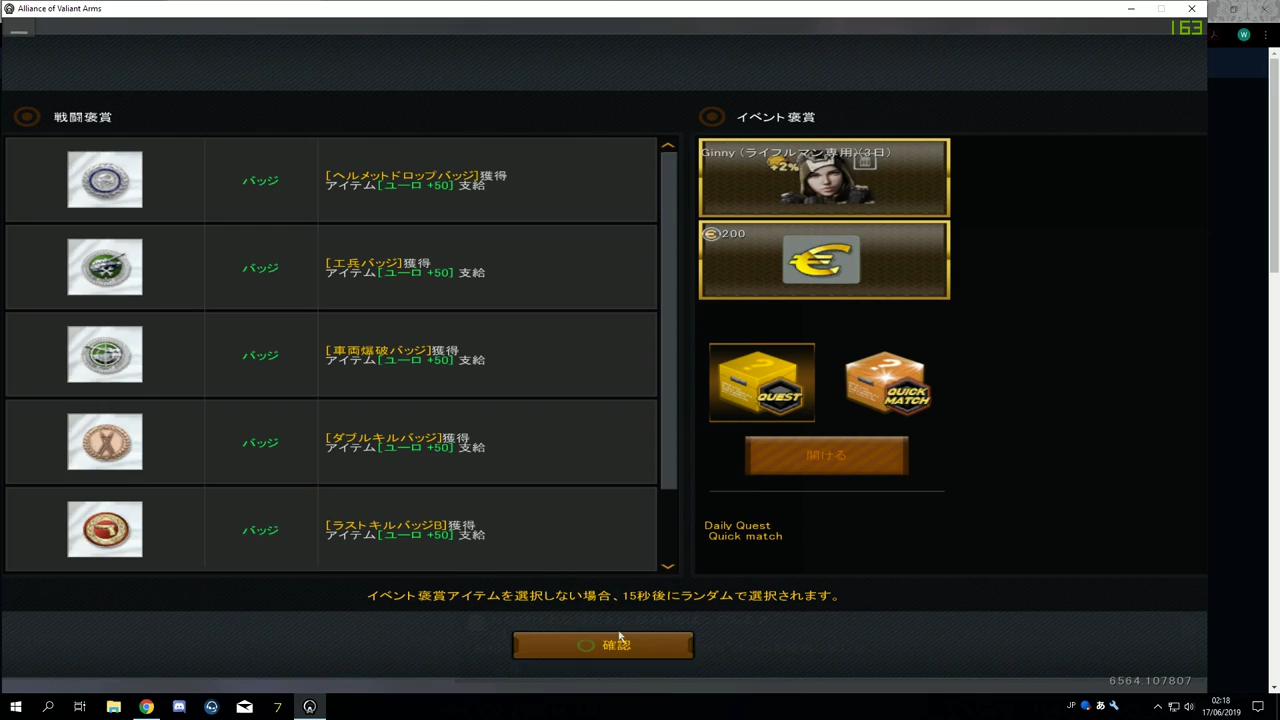 Alliance of Valiant Arms
163
W
戦闘褒賞
イベント褒賞
バッジ
[ヘルメットドロップバッジ]獲得
アイテム[ユーロ +50] 支給
バッジ
[工兵バッジ]獲得
アイテム[ユーロ +50] 支給
バッジ
[車両爆破バッジ]獲得
アイテム[ユーロ +50] 支給
バッジ
[ダブルキルバッジ]獲得
アイテム[ユーロ +50] 支給
バッジ
[ラストキルバッジB]獲得
アイテム[ユーロ +50] 支給
Ginny (ライフルマン専用)(3日)
+2%
€200
€
?
QUEST
?
QUICK
MATCH
開ける
Daily Quest
Quick match
イベント褒賞アイテムを選択しない場合、15秒後にランダムで選択されます。
確認
6564.107807
7
JP
あ
02:18
17/06/2019